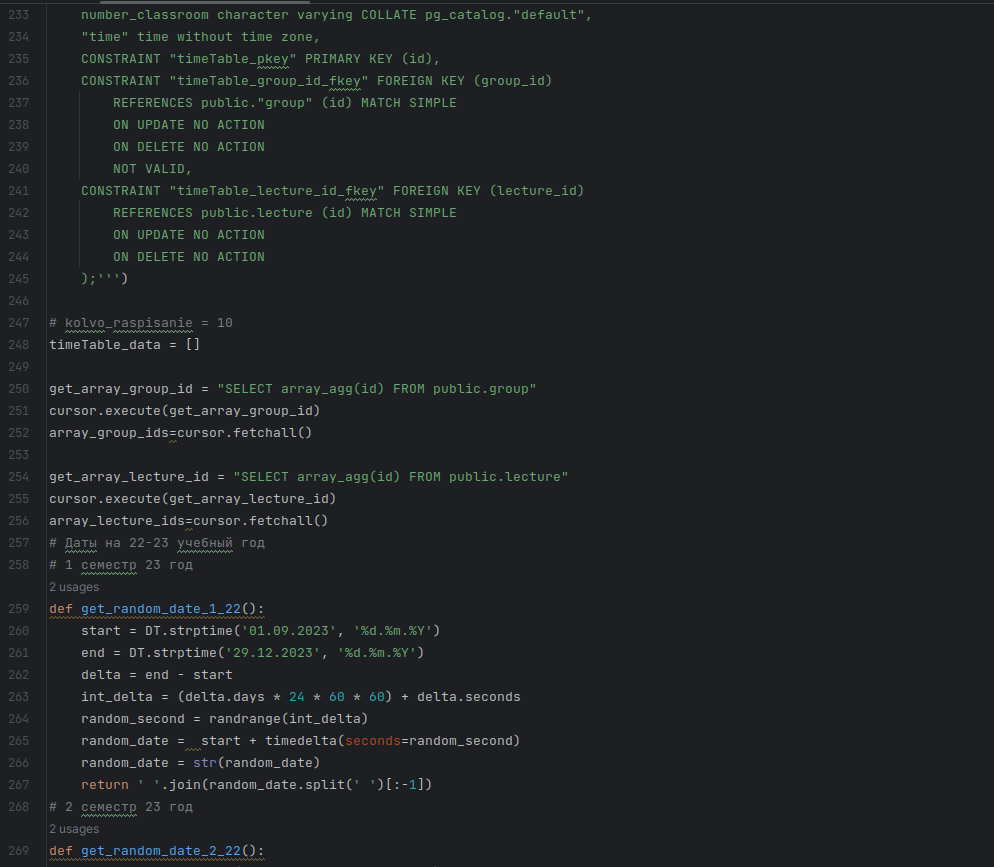 233 number_classroom character varying COLLATE pg_catalog."default",
234 "time" time without time zone,
235 CONSTRAINT "timeTable_pkey" PRIMARY KEY (id),
236 CONSTRAINT "timeTable_group_id_fkey" FOREIGN KEY (group_id)
237 REFERENCES public."group" (id) MATCH SIMPLE
238 ON UPDATE NO ACTION
239 ON DELETE NO ACTION
240 NOT VALID,
241 CONSTRAINT "timeTable_lecture_id_fkey" FOREIGN KEY (lecture_id)
242 REFERENCES public.lecture (id) MATCH SIMPLE
243 ON UPDATE NO ACTION
244 ON DELETE NO ACTION
245 );''')
246
247 # kolvo_raspisanie = 10
248 timeTable_data = []
249
250 get_array_group_id = "SELECT array_agg(id) FROM public.group"
251 cursor.execute(get_array_group_id)
252 array_group_ids=cursor.fetchall()
253
254 get_array_lecture_id = "SELECT array_agg(id) FROM public.lecture"
255 cursor.execute(get_array_lecture_id)
256 array_lecture_ids=cursor.fetchall()
257 # Даты на 22-23 учебный год
258 # 1 семестр 23 год
2 usages
259 def get_random_date_1_22():
260 start = DT.strptime('01.09.2023', '%d.%m.%Y')
261 end = DT.strptime('29.12.2023', '%d.%m.%Y')
262 delta = end - start
263 int_delta = (delta.days * 24 * 60 * 60) + delta.seconds
264 random_second = randrange(int_delta)
265 random_date =  start + timedelta(seconds=random_second)
266 random_date = str(random_date)
267 return ' '.join(random_date.split(' ')[:-1])
268 # 2 семестр 23 год
2 usages
269 def get_random_date_2_22():